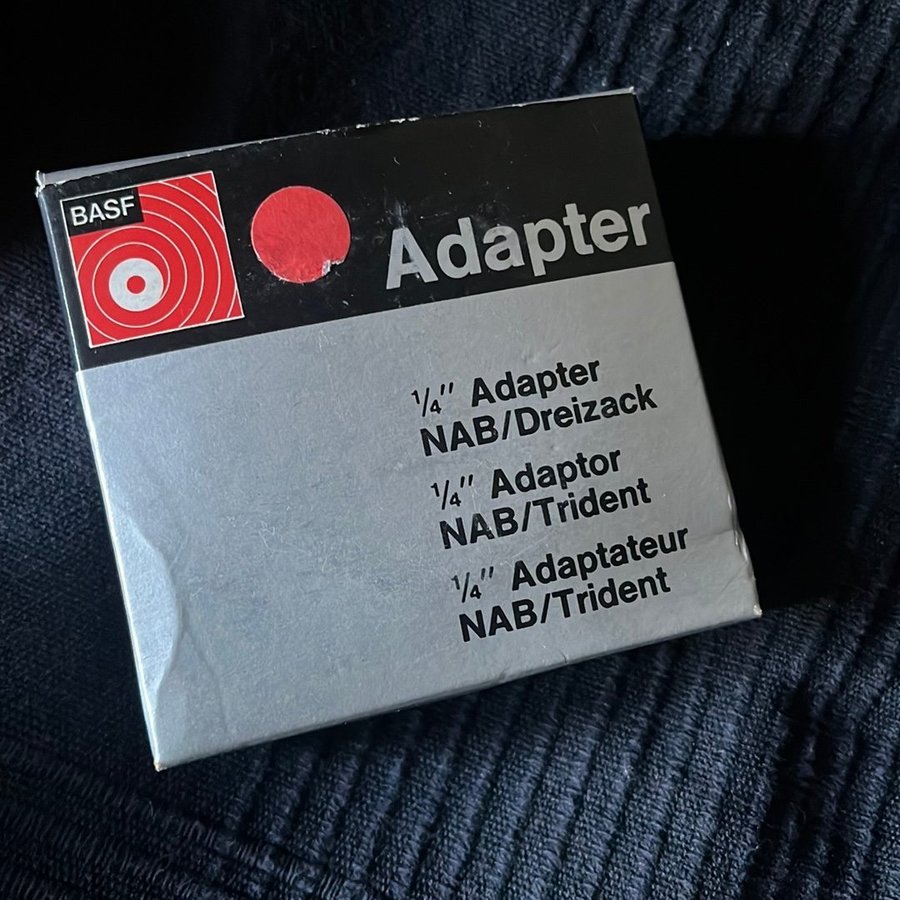 BASF
Adapter
1/4" Adapter
NAB/Dreizack
1/4" Adaptor
NAB/Trident
1/4" Adaptateur
NAB/Trident